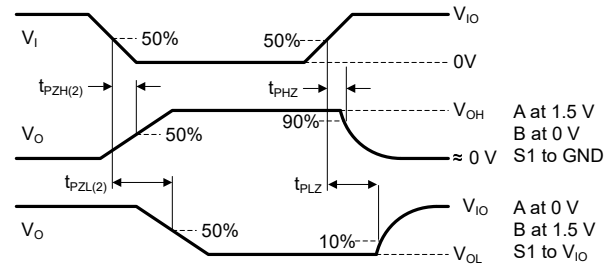 V_IO
V_I
50%
50%
0V
t_PZH(2)
t_PHZ
V_OH
A at 1.5 V
90%
B at 0 V
50%
V_O
≈ 0 V
S1 to GND
t_PZL(2)
t_PLZ
V_IO
A at 0 V
V_O
50%
B at 1.5 V
10%
V_OL
S1 to V_IO